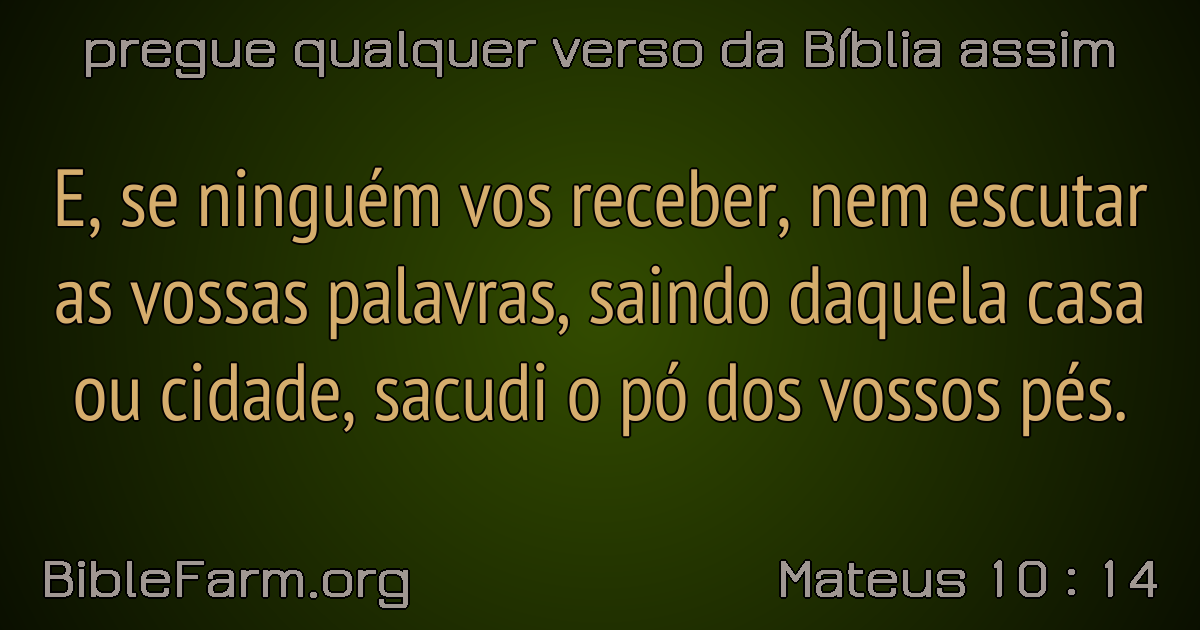 pregue qualquer verso da Bíblia assim
E, se ninguém vos receber, nem escutar
as vossas palavras, saindo daquela casa
ou cidade, sacudi o pó dos vossos pés.
BibleFarm.org
Mateus 10 : 14